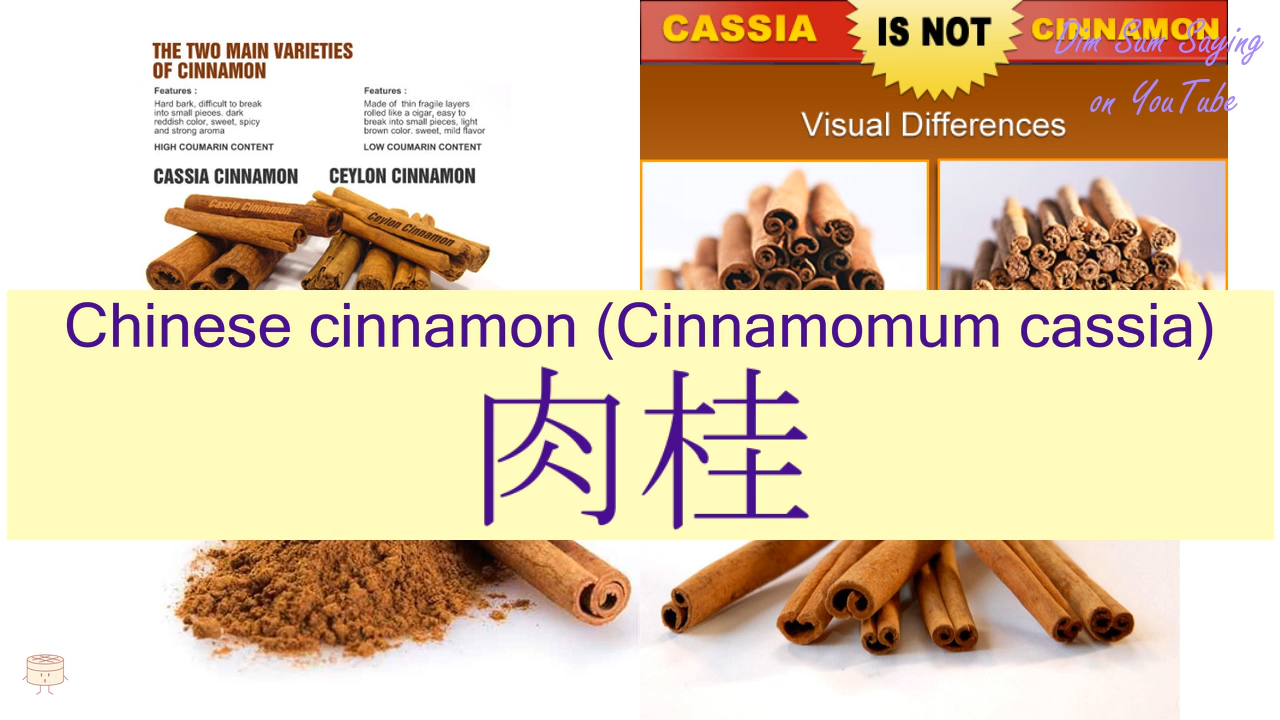 THE TWO MAIN VARIETIES
OF CINNAMON
Features :
Hard bark, difficult to break
into small pieces. dark
reddish color, sweet, spicy
and strong aroma
HIGH COUMARIN CONTENT
CASSIA CINNAMON
Features :
Made of thin fragile layers
rolled like a cigar, easy to
break into small pieces, light
brown color. sweet, mild flavor
LOW COUMARIN CONTENT
CEYLON CINNAMON
Cassia Cinnamon
Ceylon Cinnamon
CASSIA IS NOT CINNAMON
Visual Differences
Dim Sum Saying
on YouTube
Chinese cinnamon (Cinnamomum cassia)
肉桂